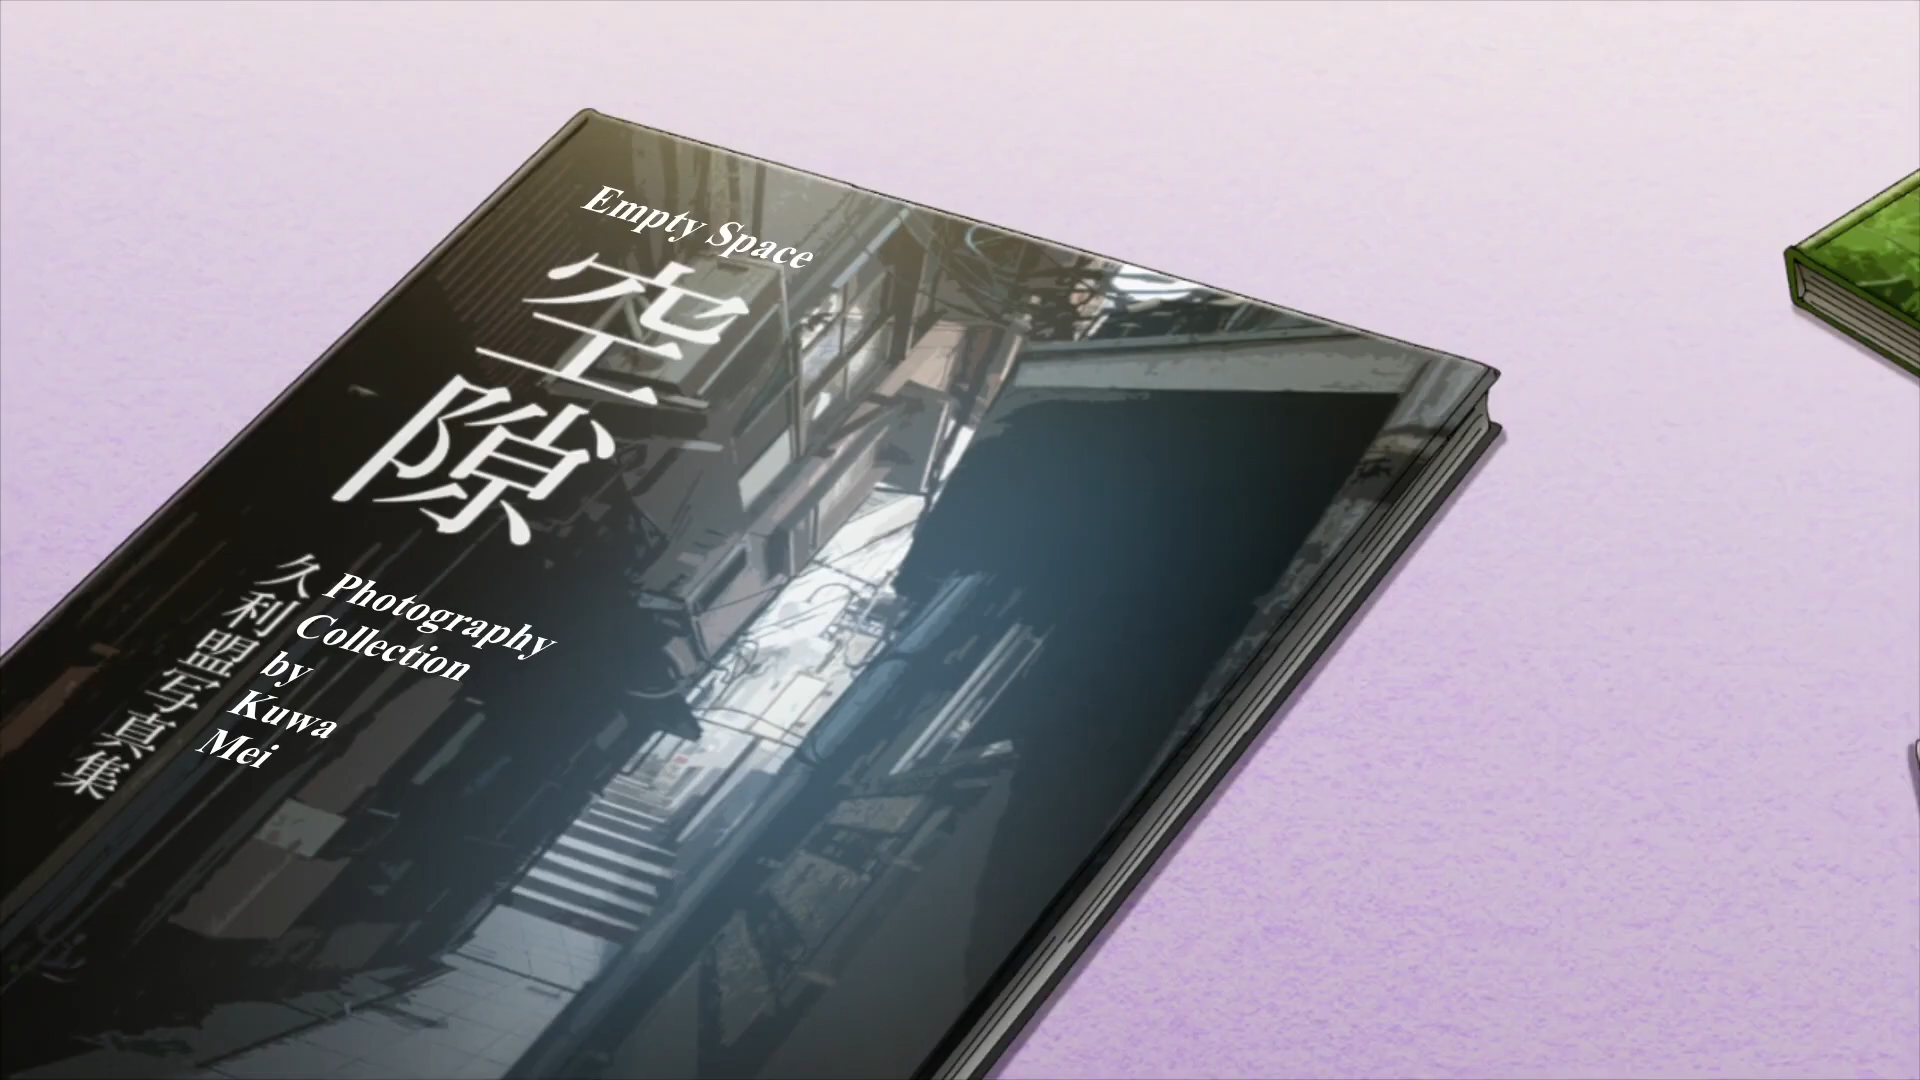 Empty Space
空隙
久利盟写真集
Photography
Collection
by
Kuwa
Mei